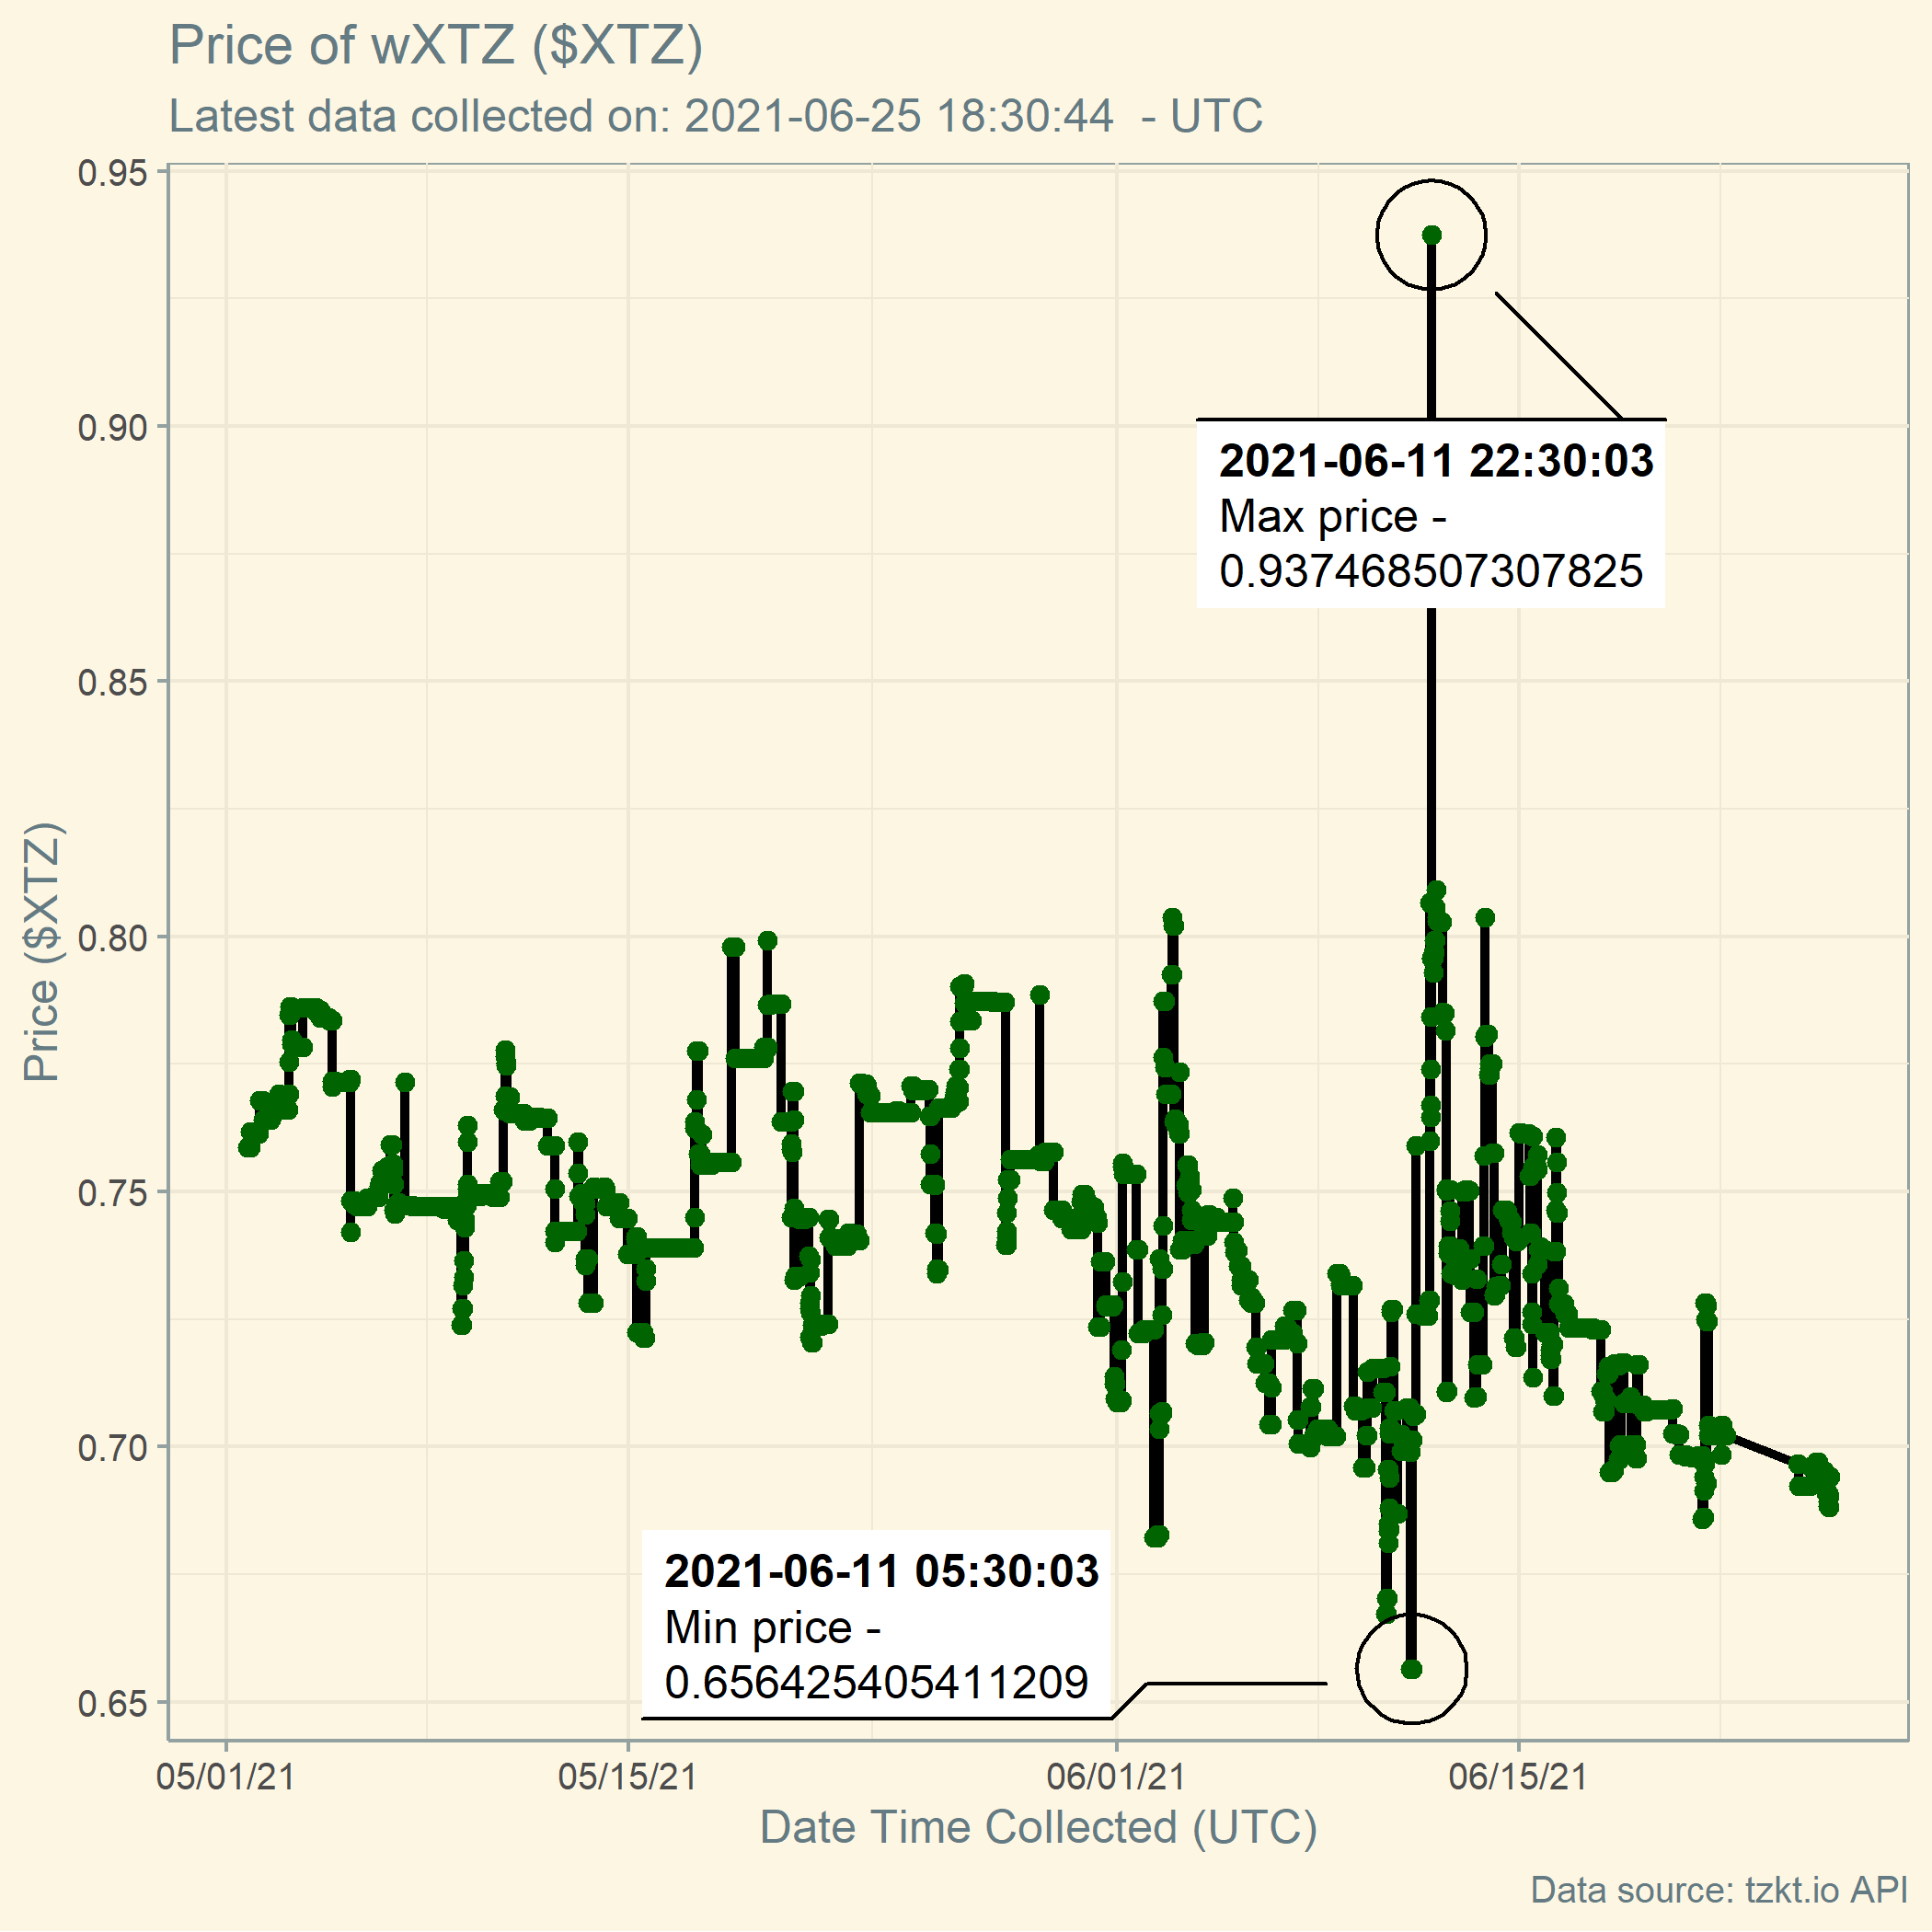 Price of wXTZ ($XTZ)
Latest data collected on: 2021-06-25 18:30:44  - UTC
0.95
0.90
0.85
0.80
0.75
0.70
0.65
Price ($XTZ)
2021-06-11 22:30:03
Max price -
0.937468507307825
2021-06-11 05:30:03
Min price -
0.656425405411209
05/01/21
05/15/21
06/01/21
06/15/21
Date Time Collected (UTC)
Data source: tzkt.io API